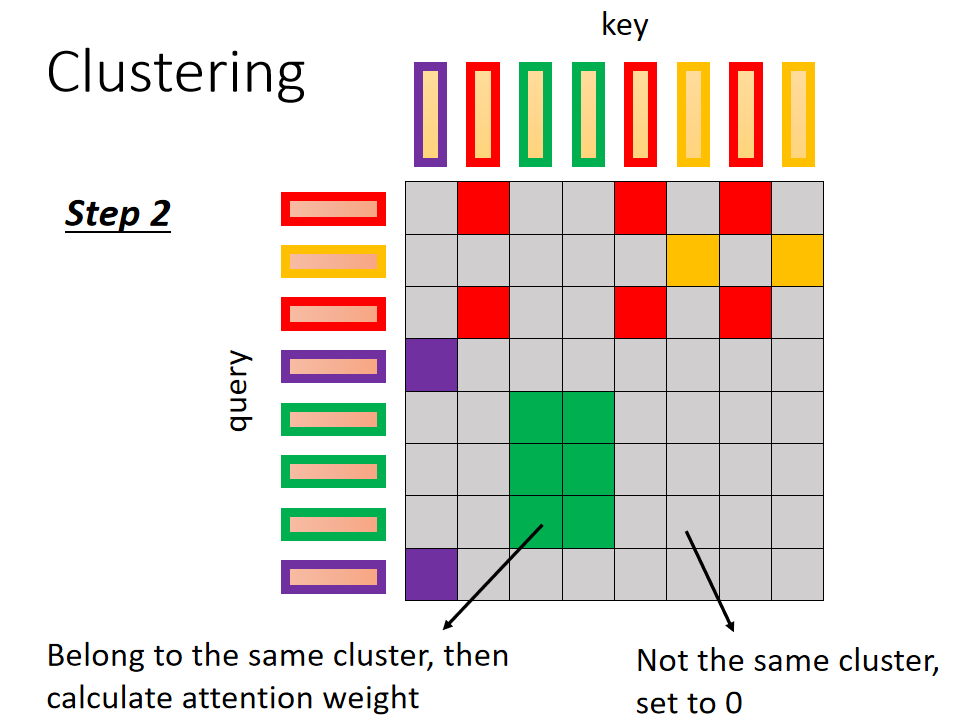 key
Clustering
Step 2
query
Belong to the same cluster, then
calculate attention weight
Not the same cluster,
set to 0